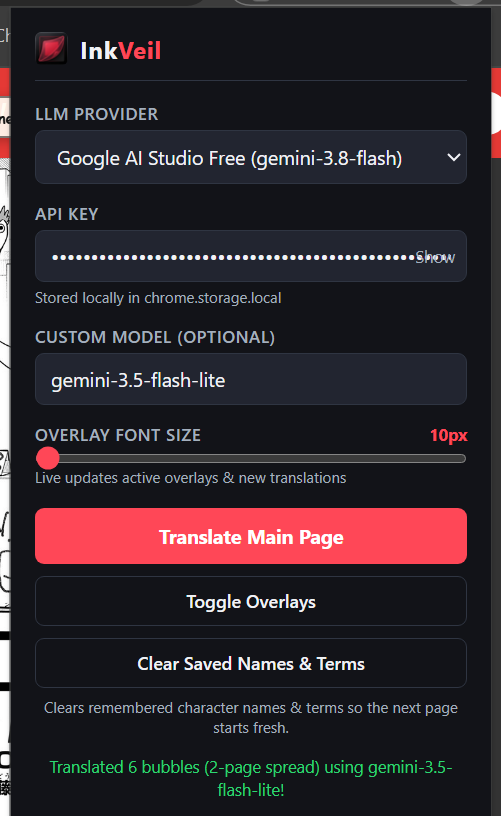 InkVeil
LLM PROVIDER
Google AI Studio Free (gemini-3.8-flash)
API KEY
Show
Stored locally in chrome.storage.local
CUSTOM MODEL (OPTIONAL)
gemini-3.5-flash-lite
OVERLAY FONT SIZE
10px
Live updates active overlays & new translations
Translate Main Page
Toggle Overlays
Clear Saved Names & Terms
Clears remembered character names & terms so the next page
starts fresh.
Translated 6 bubbles (2-page spread) using gemini-3.5-
flash-lite!